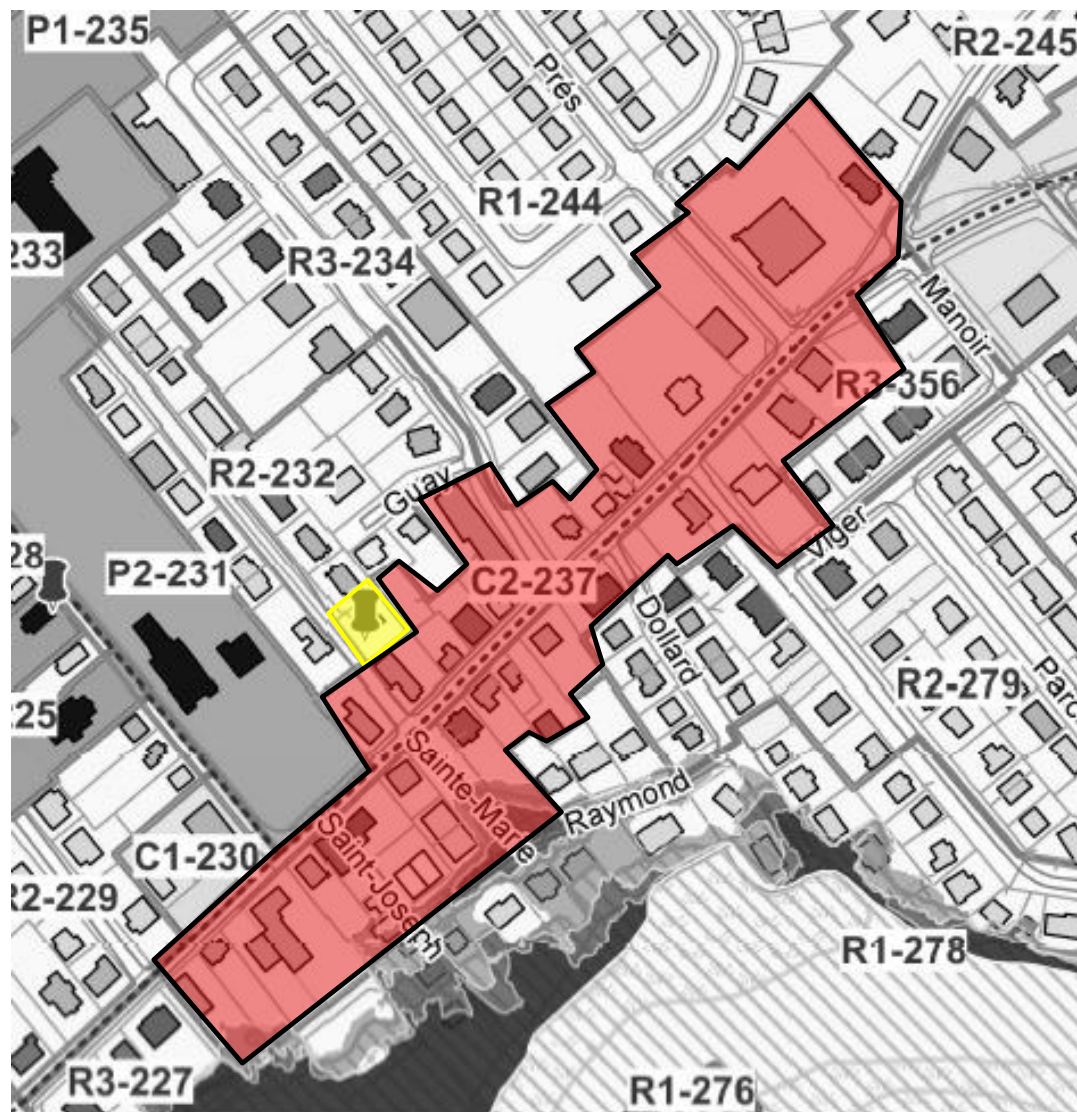 P1-235
R2-245
Prés
R1-244
233
R3-234
Manoir
R3-356
R2-232
Guay
Viger
28
P2-231
C2-237
Dollard
R2-279
Parc
25
Sainte-Marie
Raymond
Saint-Joseph
C1-230
R2-229
R1-278
R3-227
R1-276